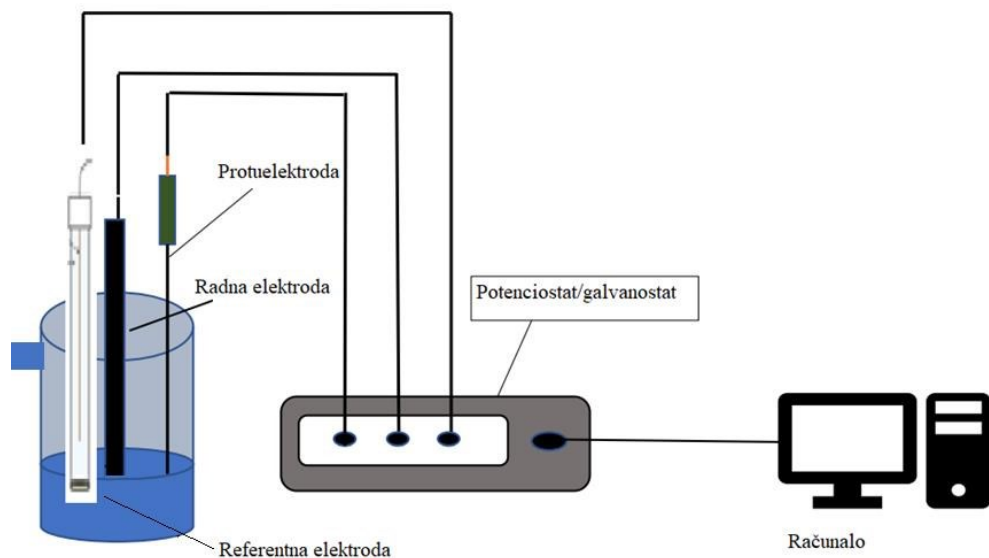 Protuelektroda
Radna elektroda
Potenciostat/galvanostat
Referentna elektroda
Računalo